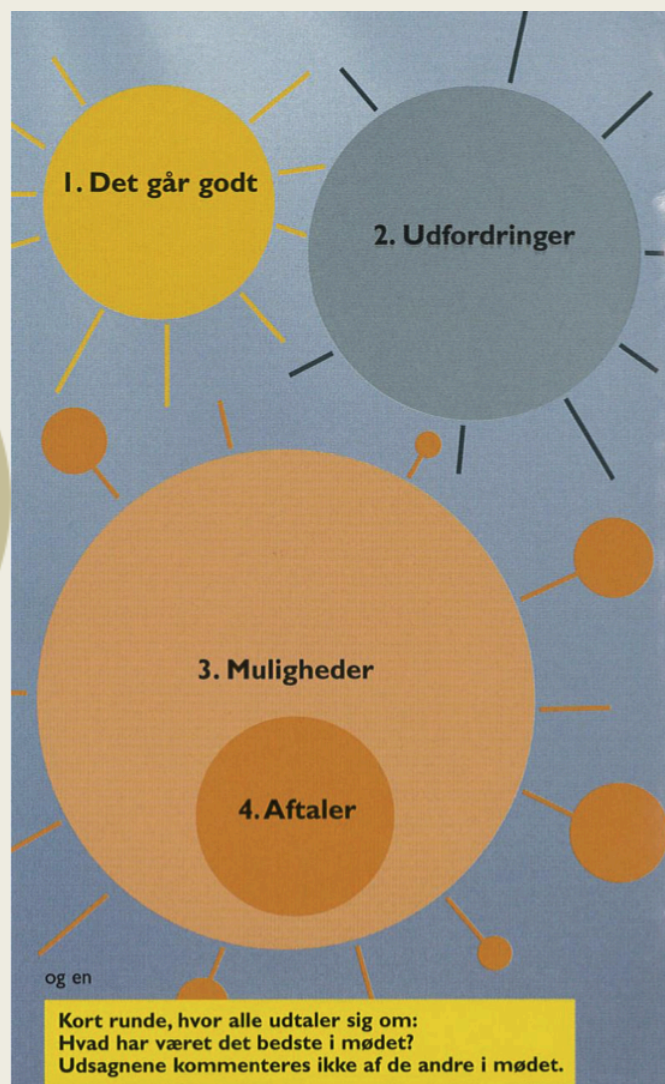 1. Det går godt
2. Udfordringer
3. Muligheder
4. Aftaler
og en
Kort runde, hvor alle udtaler sig om:
Hvad har været det bedste i mødet?
Udsagnene kommenteres ikke af de andre i mødet.